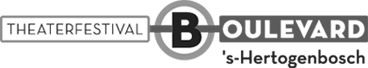 THEATERFESTIVAL BOULEVARD
's-Hertogenbosch